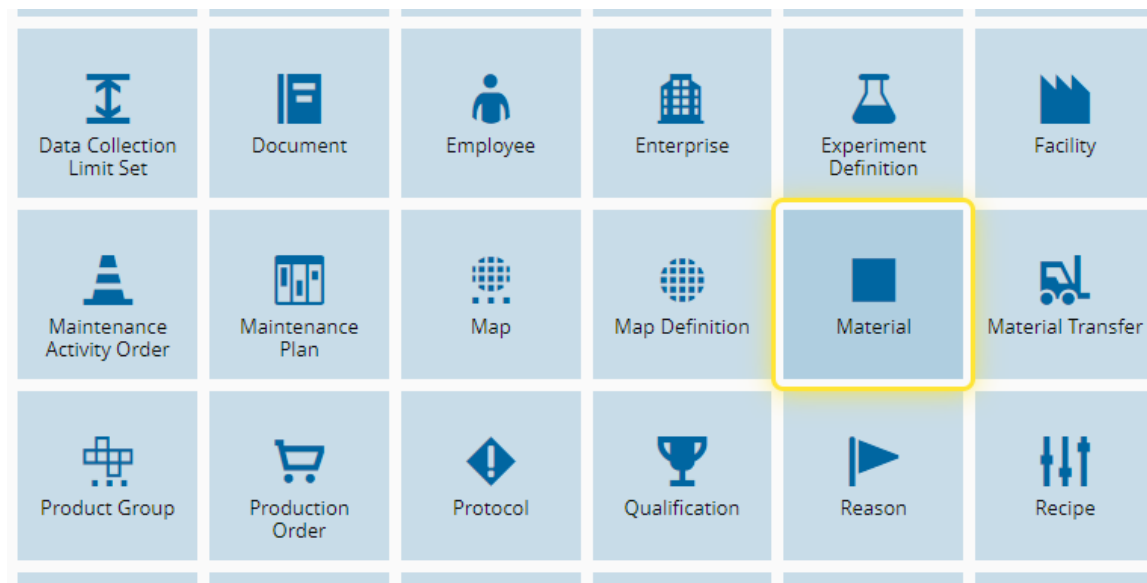 Data Collection
Limit Set
Document
Employee
Enterprise
Experiment
Definition
Facility
Maintenance
Activity Order
Maintenance
Plan
Map
Map Definition
Material
Material Transfer
Product Group
Production
Order
Protocol
Qualification
Reason
Recipe